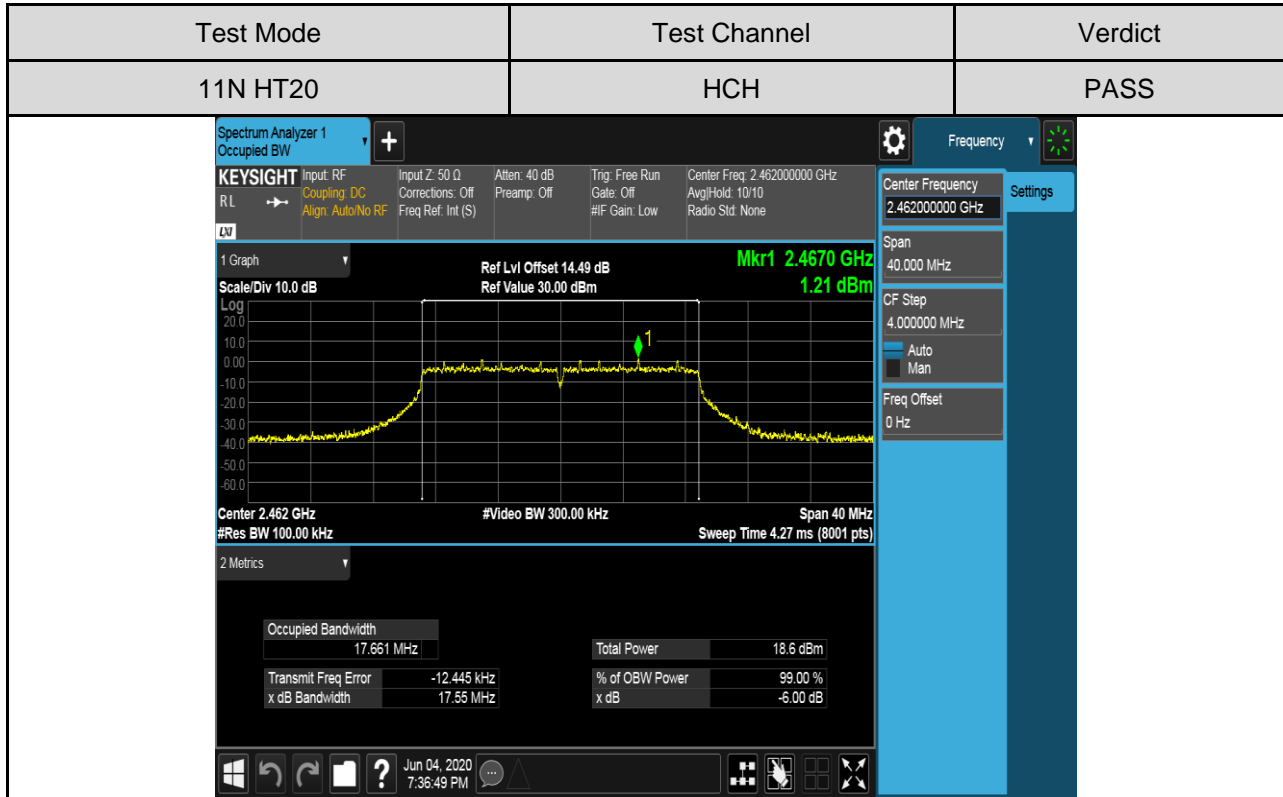 Test Mode Test Channel Verdict
11N HT20 HCH PASS
Spectrum Analyzer 1
Occupied BW
+
Frequency
KEYSIGHT
RL
LXI
Input: RF
Coupling: DC
Align: Auto/No RF
Input Z: 50 Ω
Corrections: Off
Freq Ref: Int (S)
Atten: 40 dB
Preamp: Off
Trig: Free Run
Gate: Off
#IF Gain: Low
Center Freq: 2.462000000 GHz
Avg|Hold: 10/10
Radio Std: None
Center Frequency
2.462000000 GHz
Settings
Span
40.000 MHz
CF Step
4.000000 MHz
Auto
Man
Freq Offset
0 Hz
1 Graph
Scale/Div 10.0 dB
Ref Lvl Offset 14.49 dB
Ref Value 30.00 dBm
Mkr1 2.4670 GHz
1.21 dBm
Log
20.0
10.0
0.00
-10.0
-20.0
-30.0
-40.0
-50.0
-60.0
1
Center 2.462 GHz #Video BW 300.00 kHz Span 40 MHz
#Res BW 100.00 kHz Sweep Time 4.27 ms (8001 pts)
2 Metrics
Occupied Bandwidth
17.661 MHz
Total Power 18.6 dBm
Transmit Freq Error -12.445 kHz % of OBW Power 99.00 %
x dB Bandwidth 17.55 MHz x dB -6.00 dB
?
Jun 04, 2020
7:36:49 PM